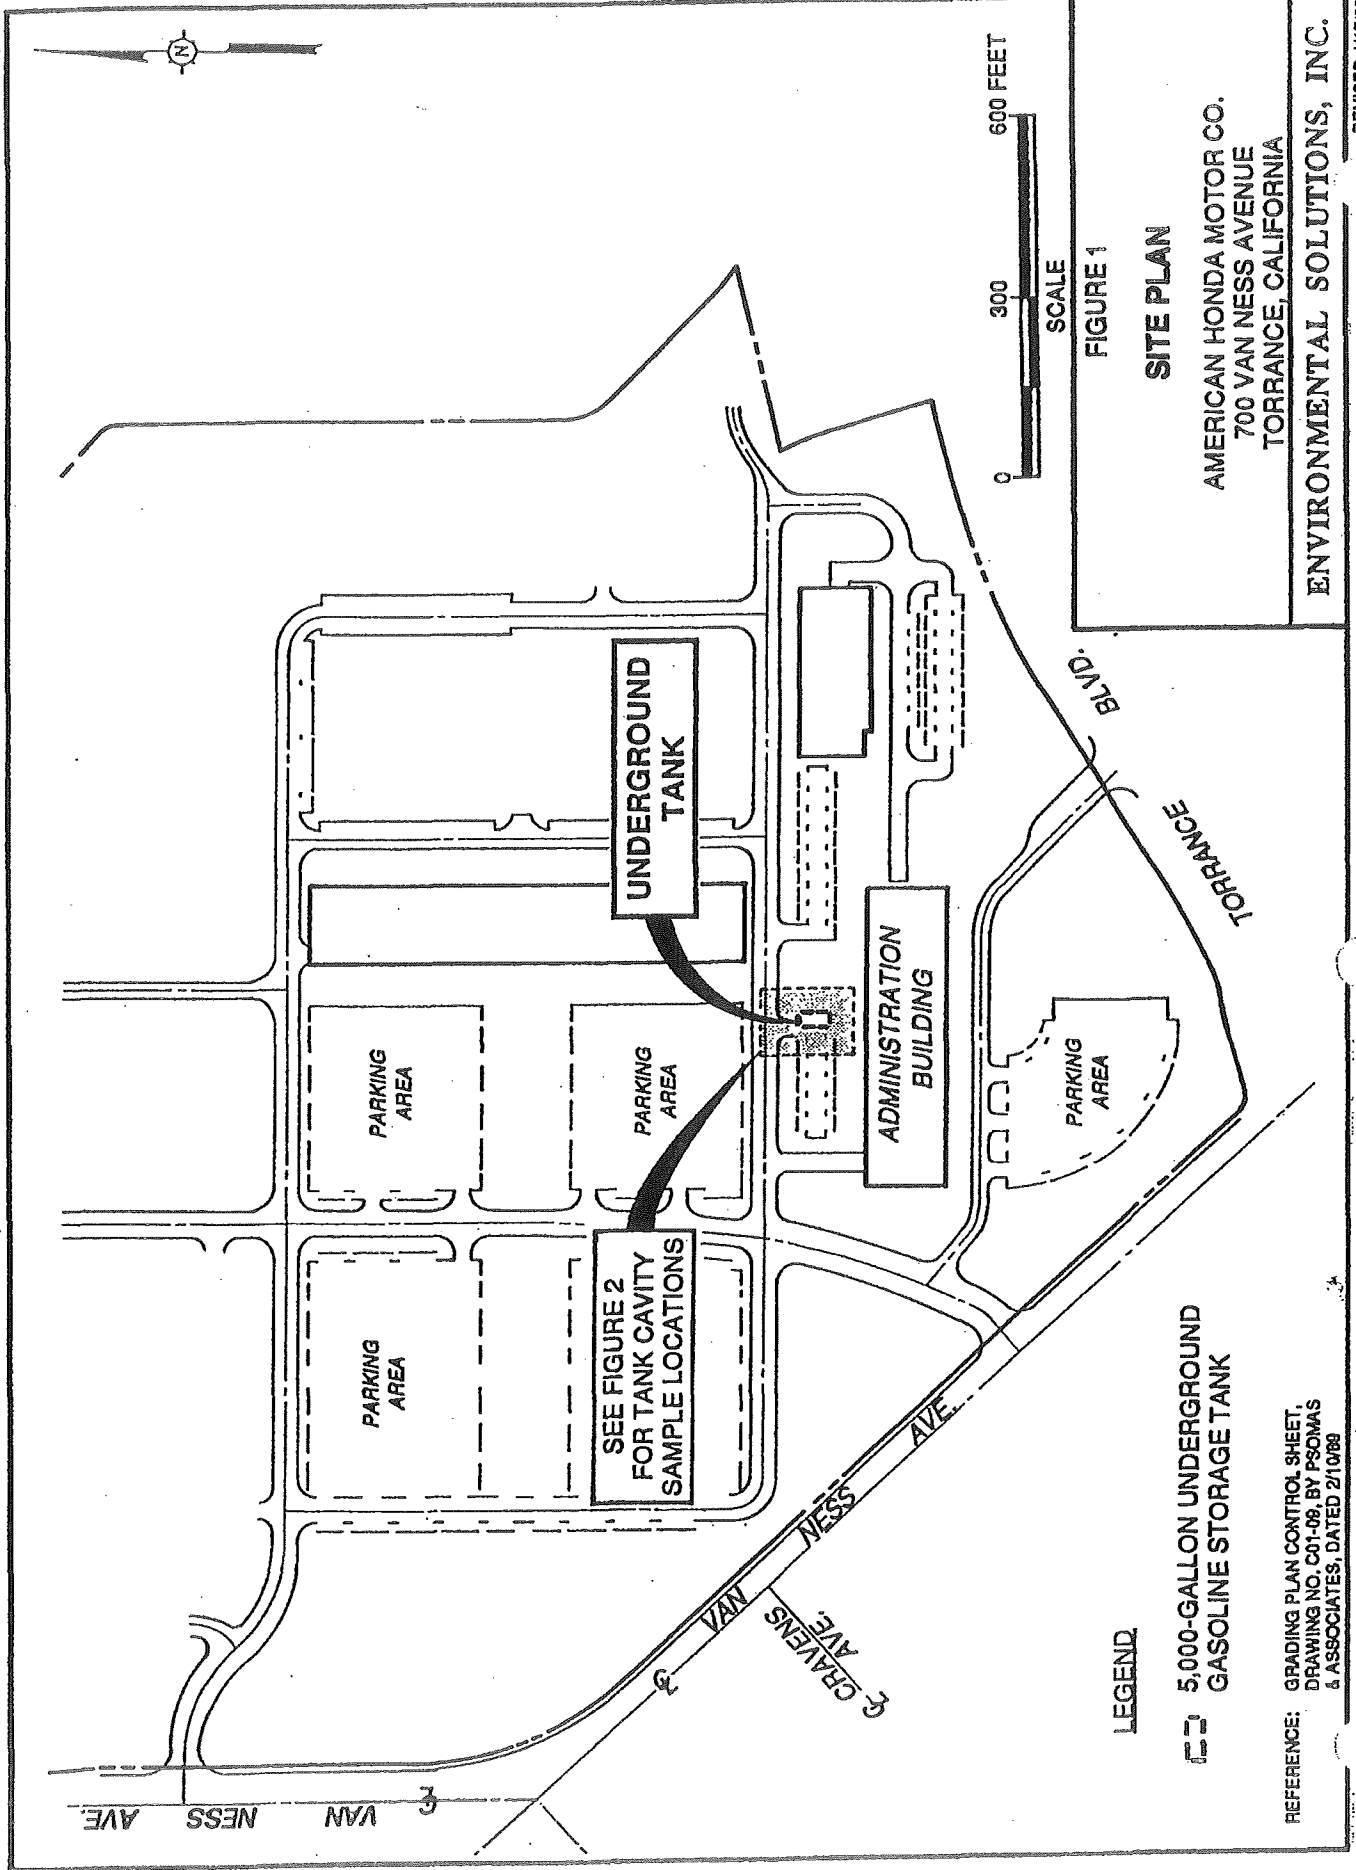 N
PARKING
AREA
PARKING
AREA
PARKING
AREA
UNDERGROUND
TANK
SEE FIGURE 2
FOR TANK CAVITY
SAMPLE LOCATIONS
ADMINISTRATION
BUILDING
PARKING
AREA
VAN NESS AVE.
VAN NESS AVE.
CRAVENS
AVE.
TORRANCE BLVD.
LEGEND
5,000-GALLON UNDERGROUND
GASOLINE STORAGE TANK
REFERENCE: GRADING PLAN CONTROL SHEET,
DRAWING NO. C01-09, BY PSOMAS
& ASSOCIATES, DATED 2/10/89
0 300 600 FEET
SCALE
FIGURE 1
SITE PLAN
AMERICAN HONDA MOTOR CO.
700 VAN NESS AVENUE
TORRANCE, CALIFORNIA
ENVIRONMENTAL SOLUTIONS, INC.